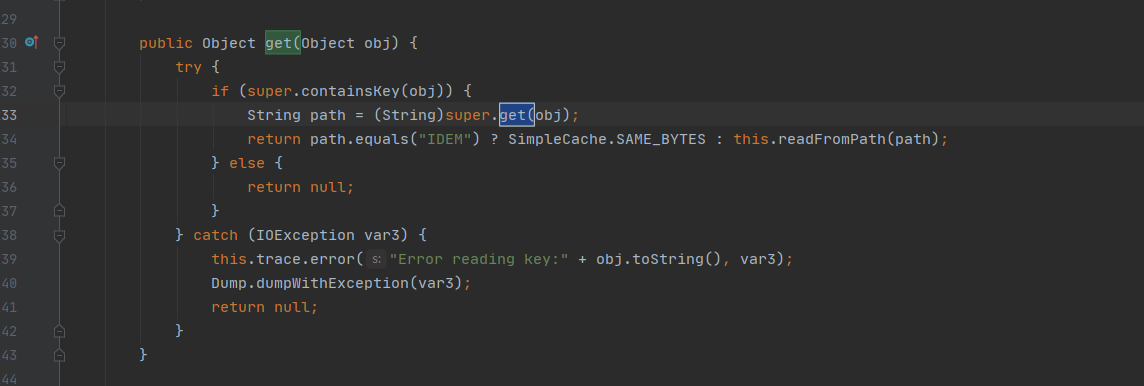 29
30 public Object get(Object obj) {
31 try {
32 if (super.containsKey(obj)) {
33 String path = (String)super.get(obj);
34 return path.equals("IDEM") ? SimpleCache.SAME_BYTES : this.readFromPath(path);
35 } else {
36 return null;
37 }
38 } catch (IOException var3) {
39 this.trace.error( s: "Error reading key:" + obj.toString(), var3);
40 Dump.dumpWithException(var3);
41 return null;
42 }
43 }
44